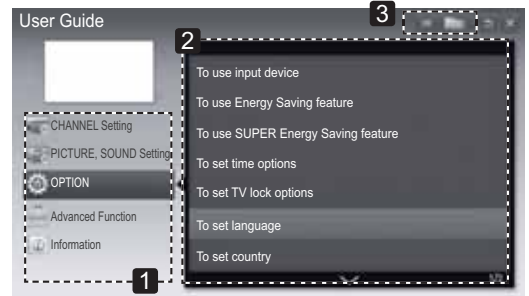 User Guide
3
2
To use input device
To use Energy Saving feature
To use SUPER Energy Saving feature
To set time options
To set TV lock options
To set language
To set country
CHANNEL Setting
PICTURE, SOUND Setting
OPTION
Advanced Function
Information
1